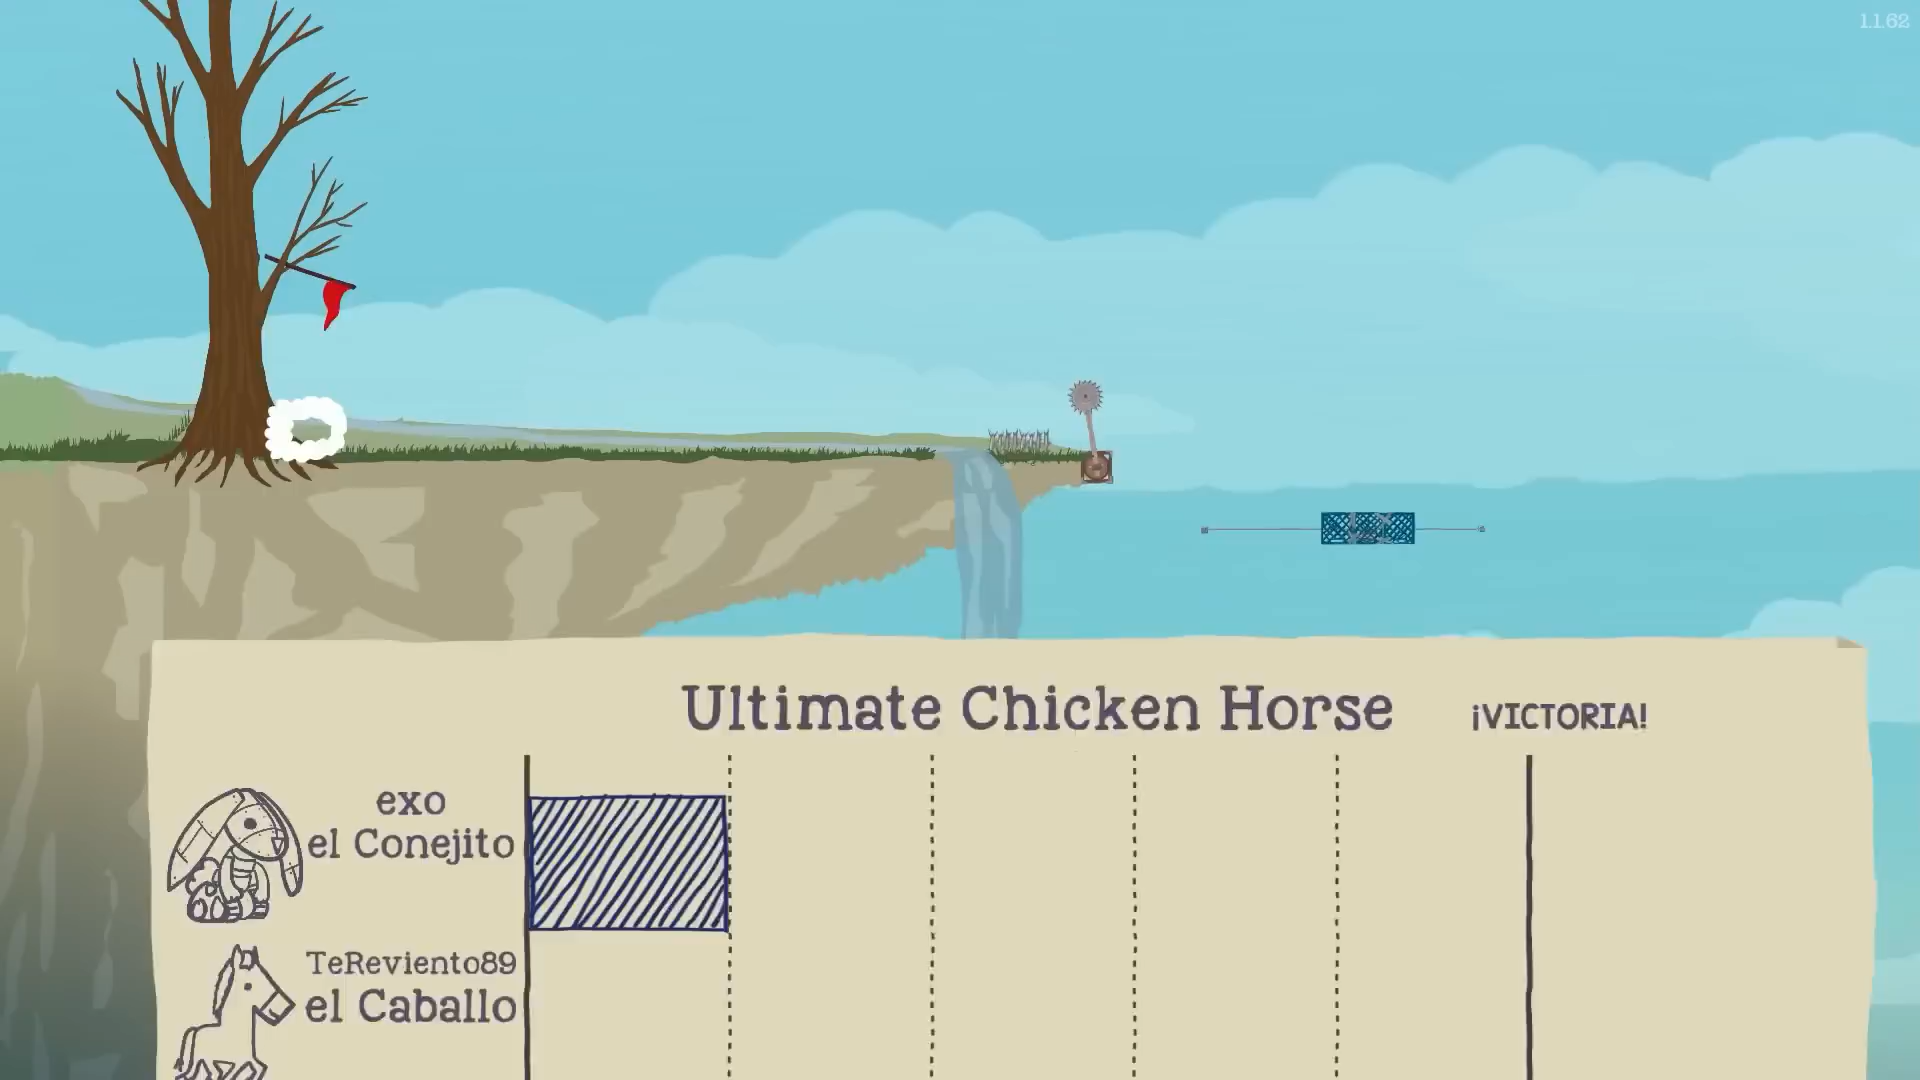 1.1.62
Ultimate Chicken Horse
¡VICTORIA!
exo
el Conejito
TeReviento89
el Caballo